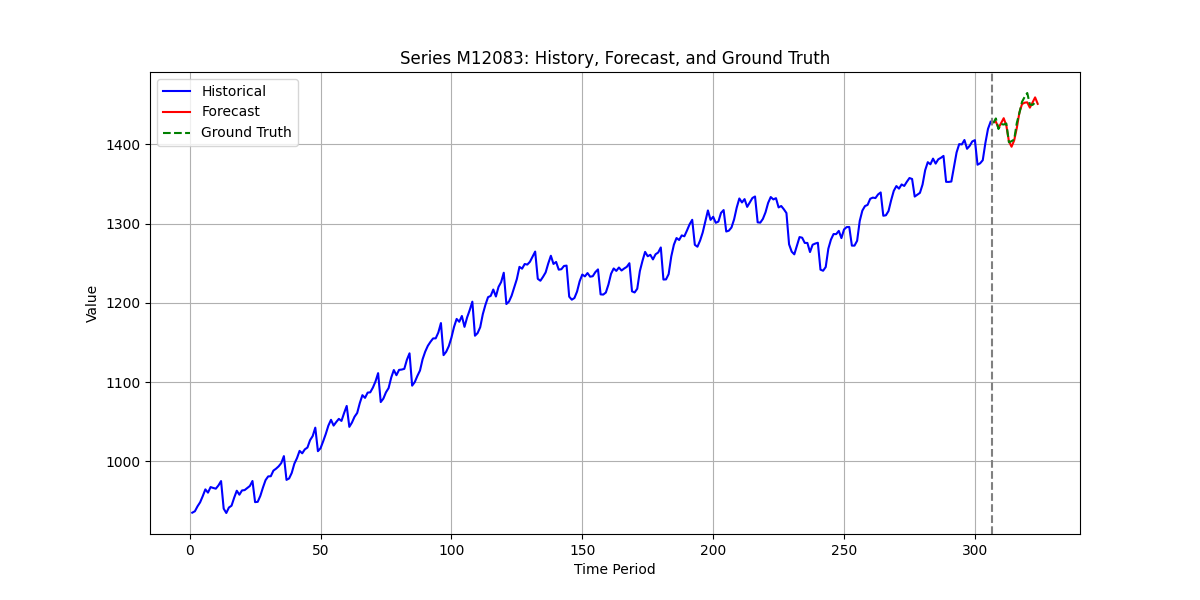 Series M12083: History, Forecast, and Ground Truth
Historical
Forecast
Ground Truth
1400
1300
1200
1100
1000
Value
0 50 100 150 200 250 300
Time Period